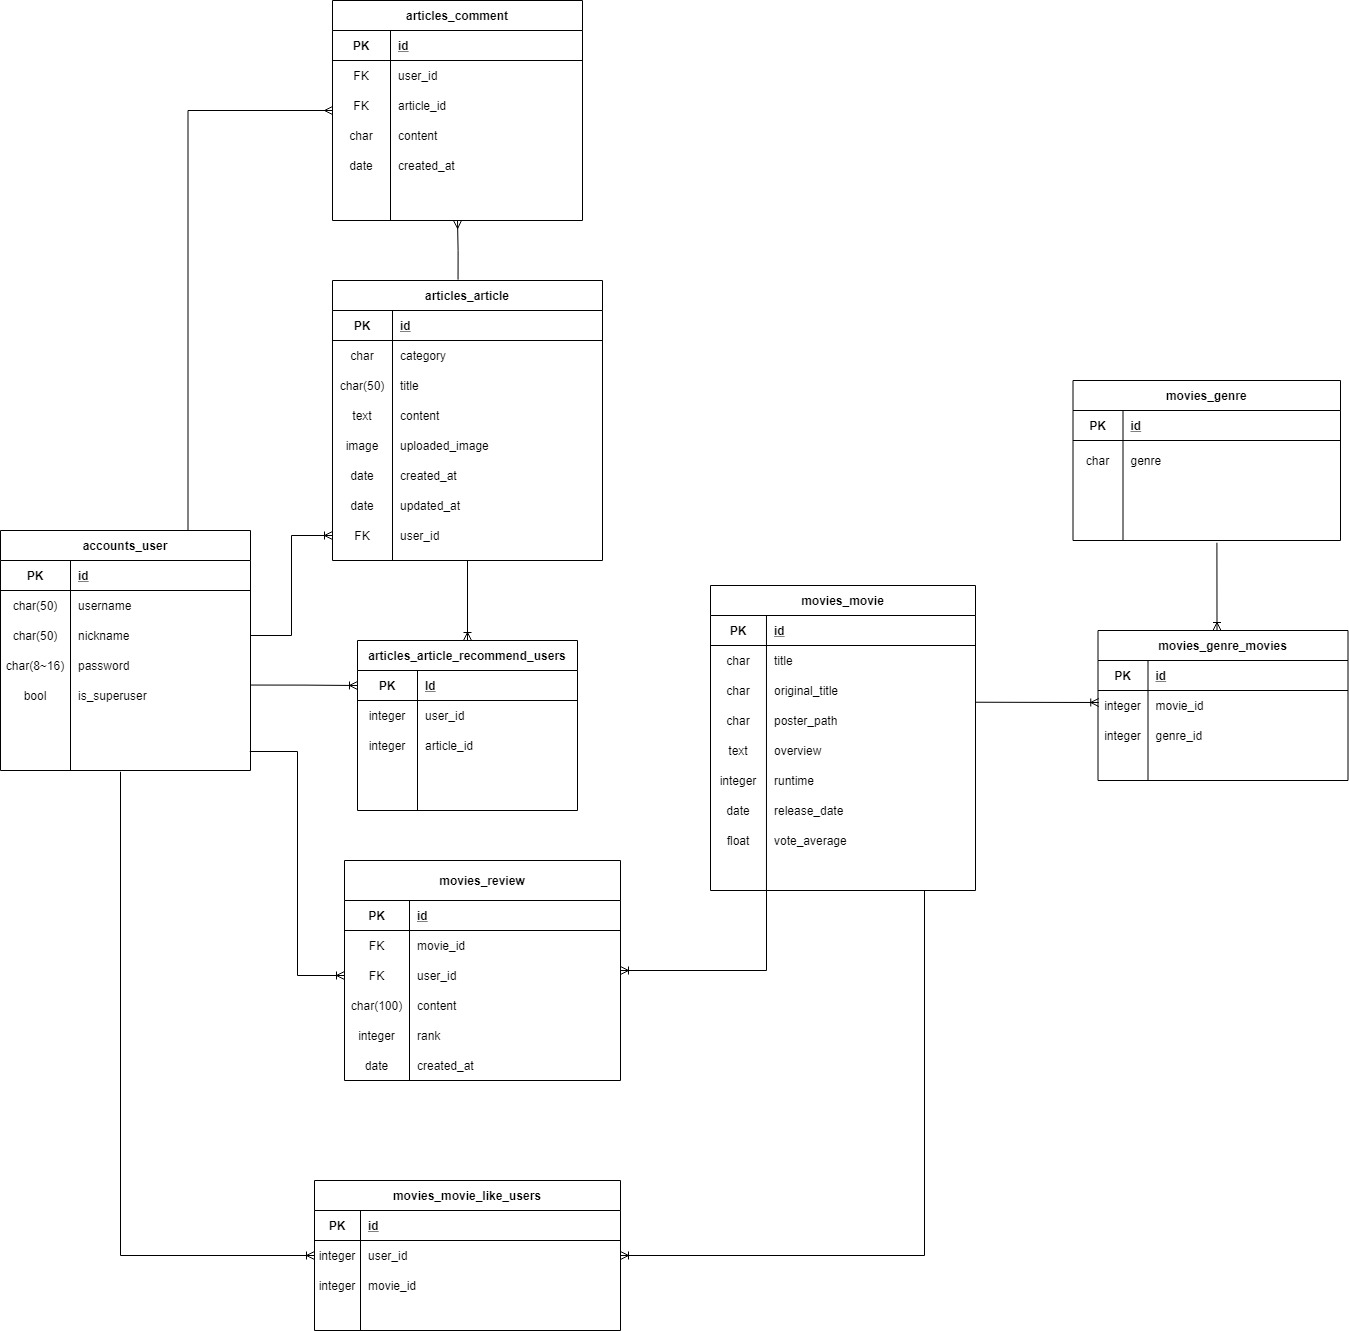 articles_comment
PK id
FK user_id
FK article_id
char content
date created_at
articles_article
PK id
char category
char(50) title
text content
image uploaded_image
date created_at
date updated_at
FK user_id
movies_genre
PK id
char genre
accounts_user
PK id
char(50) username
char(50) nickname
char(8~16) password
bool is_superuser
movies_movie
PK id
char title
char original_title
char poster_path
text overview
integer runtime
date release_date
float vote_average
movies_genre_movies
PK id
integer movie_id
integer genre_id
articles_article_recommend_users
PK Id
integer user_id
integer article_id
movies_review
PK id
FK movie_id
FK user_id
char(100) content
integer rank
date created_at
movies_movie_like_users
PK id
integer user_id
integer movie_id